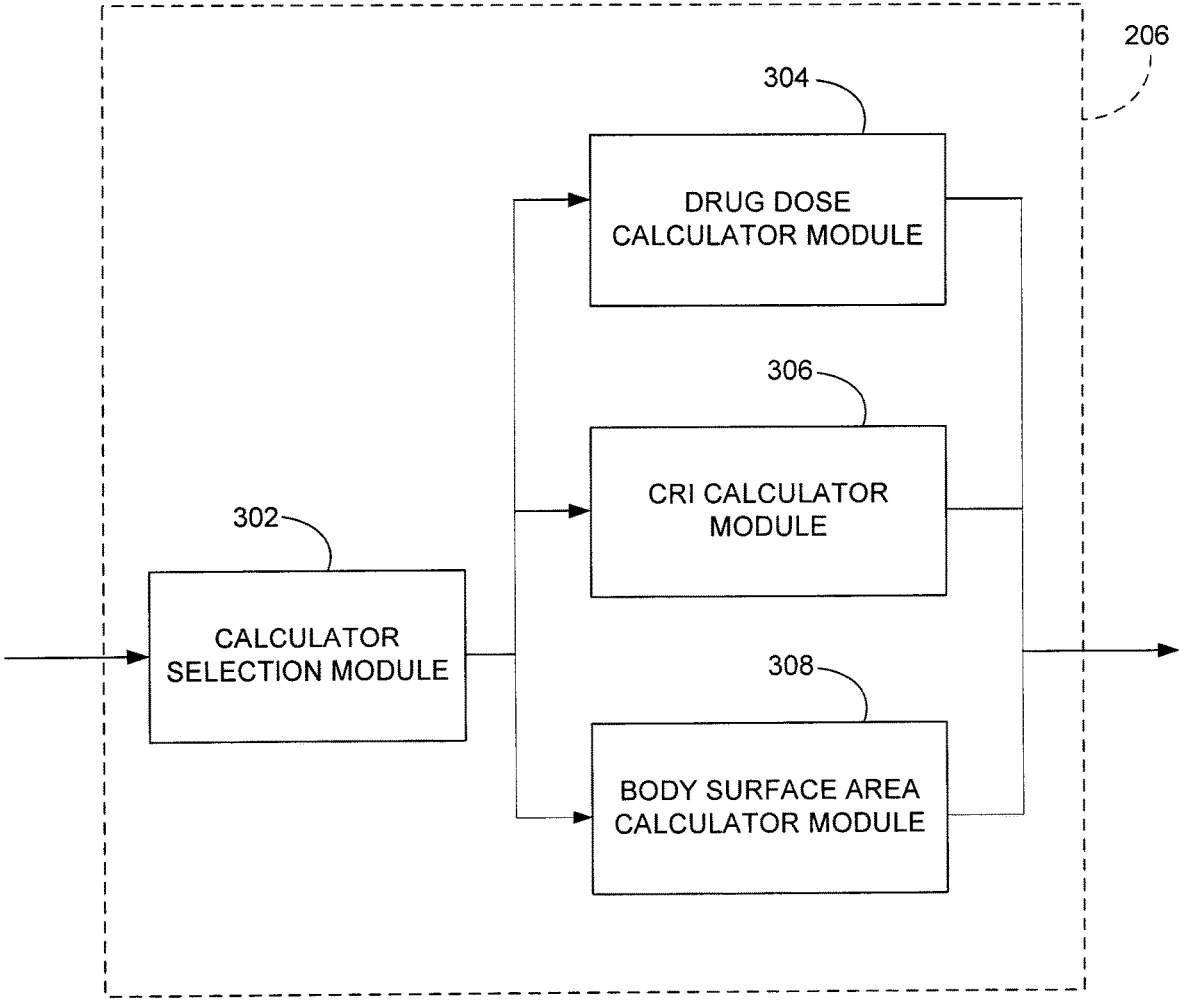 206
304
DRUG DOSE
CALCULATOR MODULE
306
CRI CALCULATOR
MODULE
302
CALCULATOR
SELECTION MODULE
308
BODY SURFACE AREA
CALCULATOR MODULE